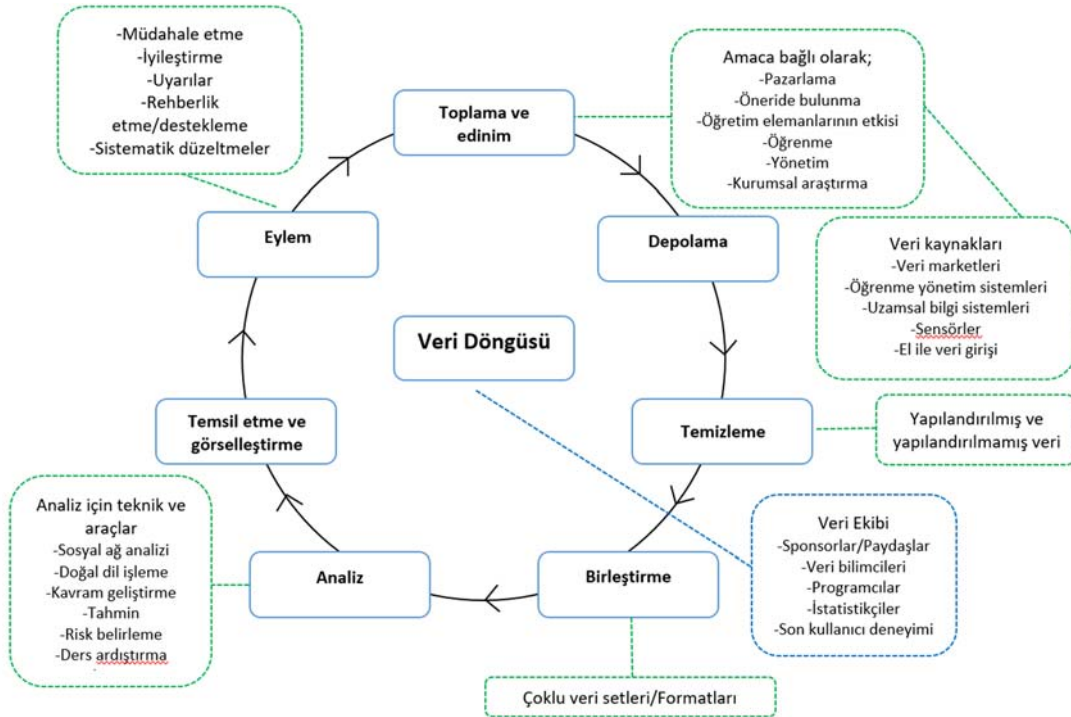 -Müdahale etme
-İyileştirme
-Uyarılar
-Rehberlik
etme/destekleme
-Sistematik düzeltmeler
Toplama ve
edinim
Amaca bağlı olarak;
-Pazarlama
-Öneride bulunma
-Öğretim elemanlarının etkisi
-Öğrenme
-Yönetim
-Kurumsal araştırma
Eylem
Depolama
Veri kaynakları
-Veri marketleri
-Öğrenme yönetim sistemleri
-Uzamsal bilgi sistemleri
-Sensörler
-El ile veri girişi
Veri Döngüsü
Temsil etme ve
görselleştirme
Temizleme
Yapılandırılmış ve
yapılandırılmamış veri
Analiz için teknik ve
araçlar
-Sosyal ağ analizi
-Doğal dil işleme
-Kavram geliştirme
-Tahmin
-Risk belirleme
-Ders ardıştırma
Analiz
Birleştirme
Veri Ekibi
-Sponsorlar/Paydaşlar
-Veri bilimcileri
-Programcılar
-İstatistikçiler
-Son kullanıcı deneyimi
Çoklu veri setleri/Formatları